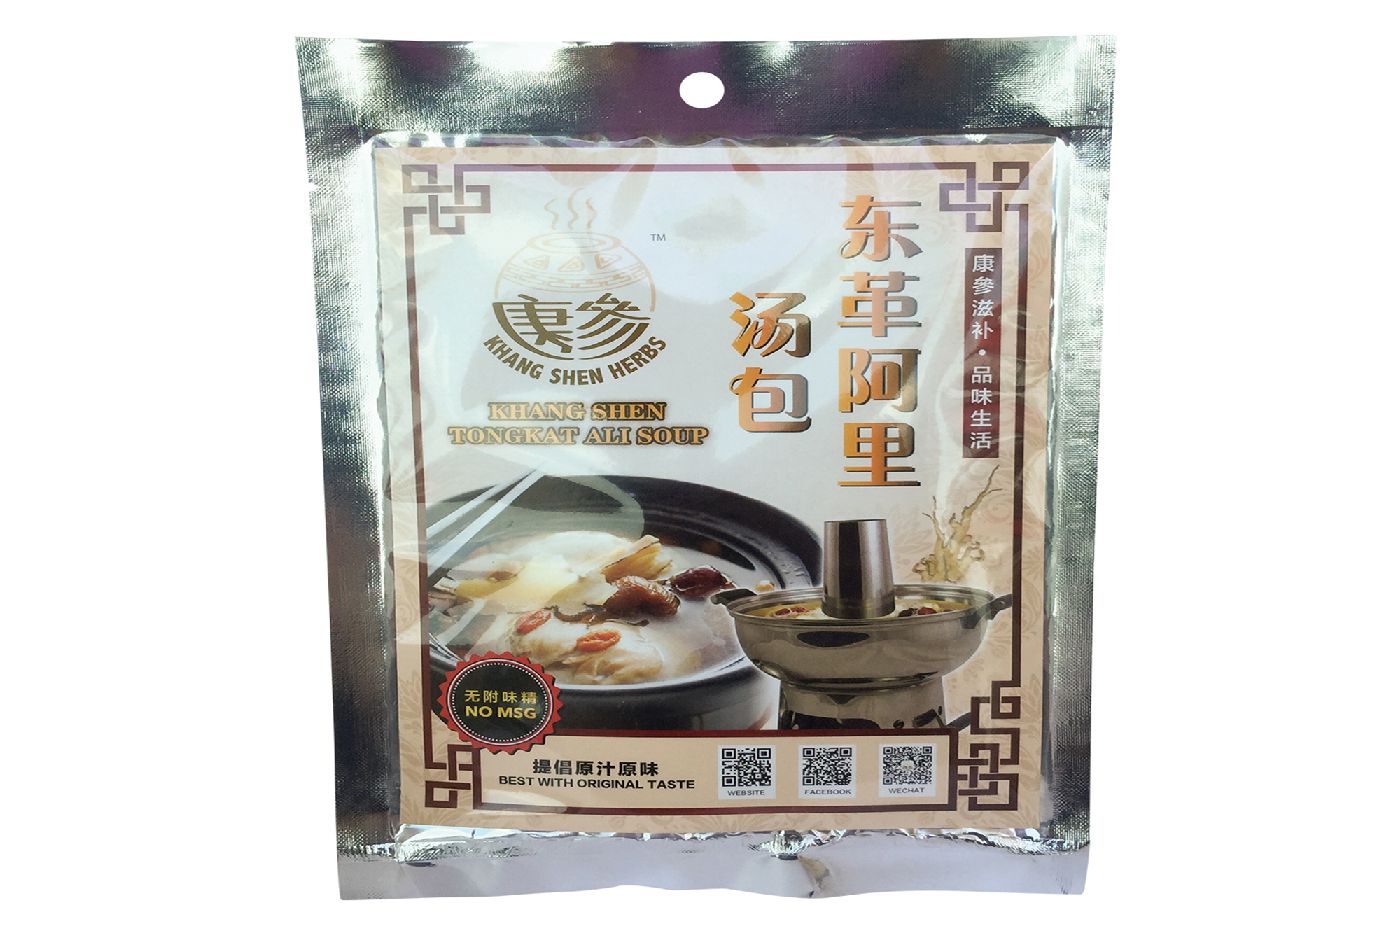 康參
KHANG SHEN HERBS
TM
KHANG SHEN
TONGKAT ALI SOUP
东革阿里
汤包
康參滋补·品味生活
无附味精
NO MSG
提倡原汁原味
BEST WITH ORIGINAL TASTE
WEBSITE
FACEBOOK
WECHAT